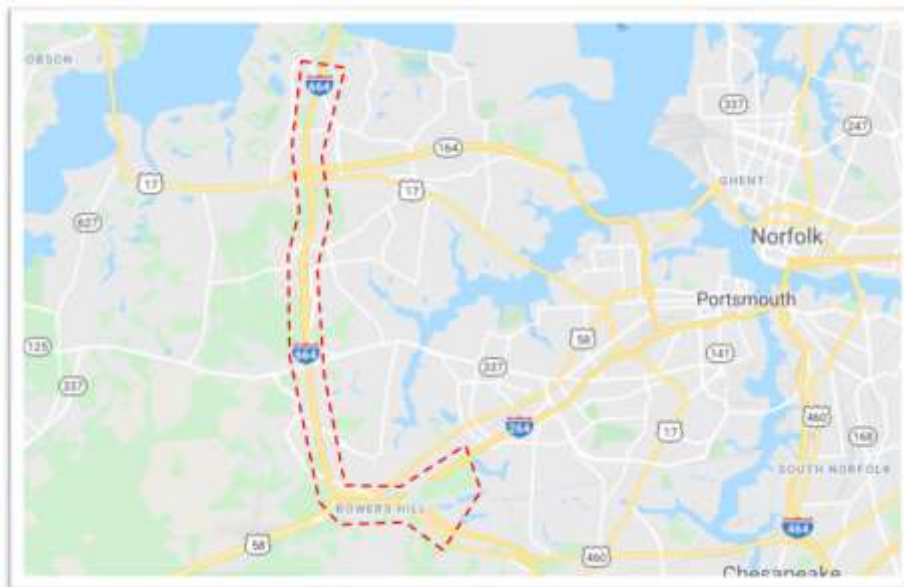 OBSON
664
337
247
164
17
17
GHENT
627
Norfolk
Portsmouth
125
664
58
337
141
337
264
17
460
168
SOUTH NORFOLK
BOWERS HILL
58
460
464
Chesapeake